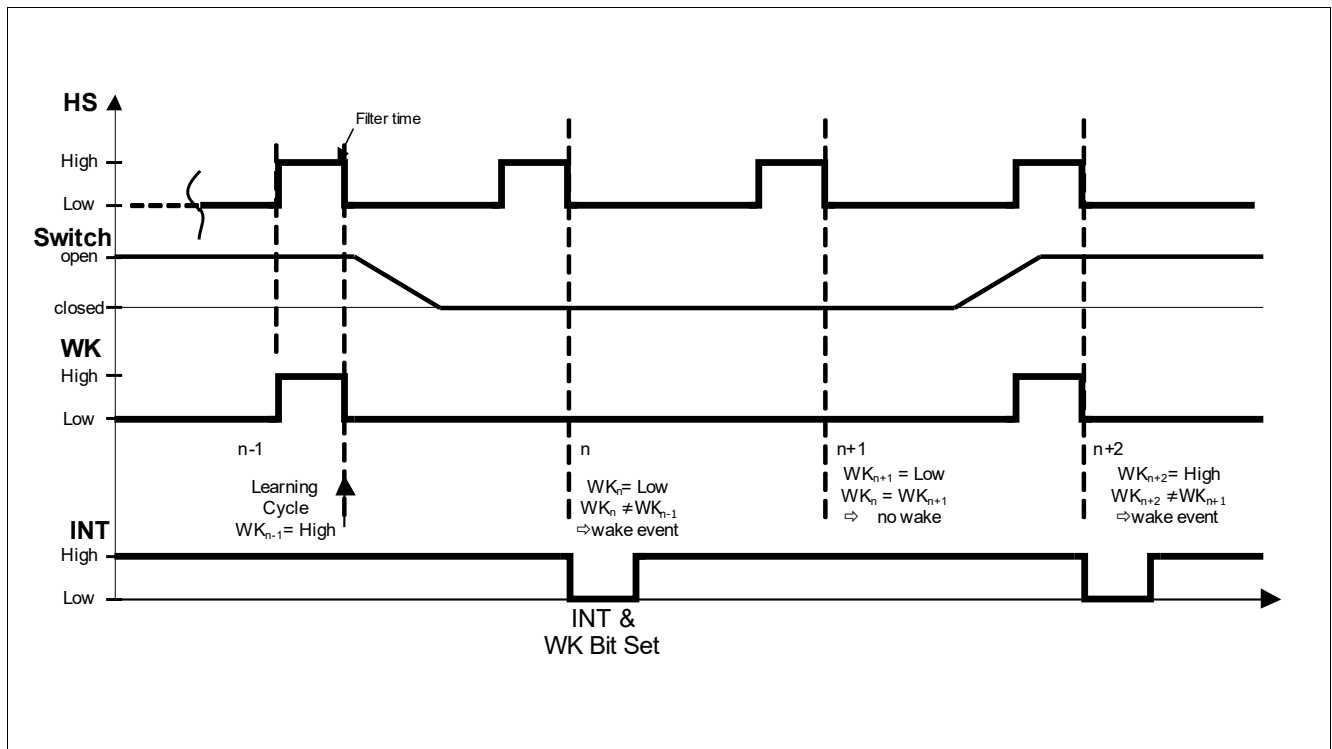 HS
Filter time
High
Low
Switch
open
closed
WK
High
Low
n-1
n
n+1
n+2
Learning
Cycle
WKn-1= High
WKn= Low
WKn ≠WKn-1
⇨wake event
WKn+1 = Low
WKn = WKn+1
⇨ no wake
WKn+2= High
WKn+2 ≠WKn+1
⇨wake event
INT
High
Low
INT &
WK Bit Set